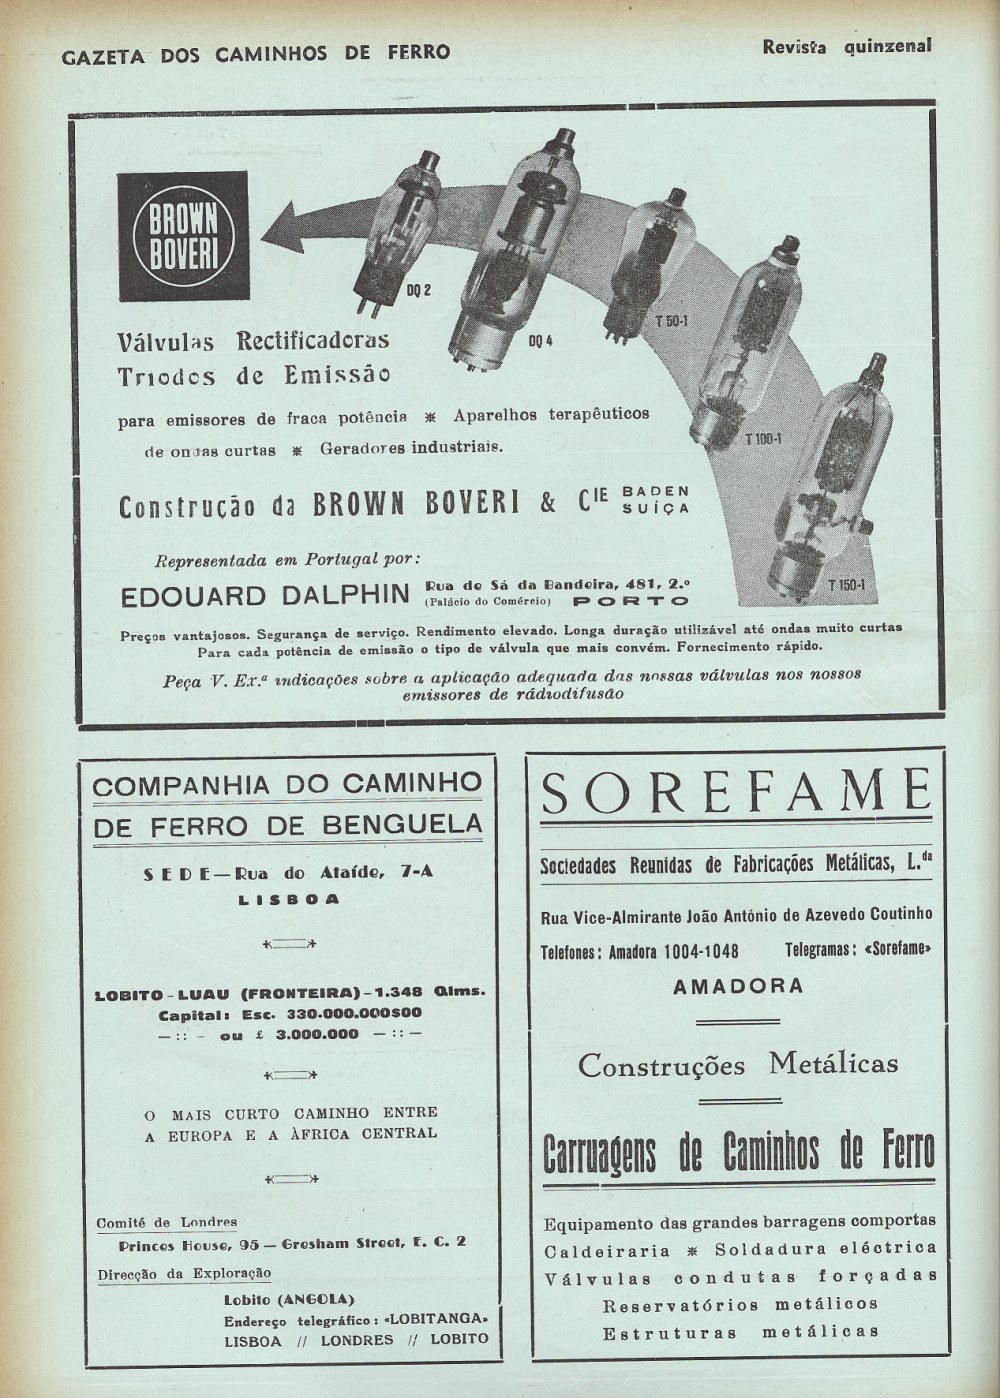 GAZETA DOS CAMINHOS DE FERRO
Revista quinzenal
BROWN
BOVERI
DQ 2
DQ 4
T 50-1
T 100-1
T 150-1
Válvulas Rectificadoras
Triodos de Emissão
para emissores de fraca potência * Aparelhos terapêuticos
de ondas curtas * Geradores industriais.
Construção da BROWN BOVERI & CIE BADEN
SUÍÇA
Representada em Portugal por:
EDOUARD DALPHIN Rua de Sá da Bandeira, 481, 2.º
(Palácio do Comércio) PORTO
Preços vantajosos. Segurança de serviço. Rendimento elevado. Longa duração utilizável até ondas muito curtas
Para cada potência de emissão o tipo de válvula que mais convém. Fornecimento rápido.
Peça V. Ex.ª indicações sobre a aplicação adequada das nossas válvulas nos nossos
emissores de rádiodifusão
COMPANHIA DO CAMINHO
DE FERRO DE BENGUELA
SEDE—Rua do Ataíde, 7-A
LISBOA
LOBITO-LUAU (FRONTEIRA)-1.348 Qlms.
Capital: Esc. 330.000.000$00
— :: – ou £ 3.000.000 — :: —
O MAIS CURTO CAMINHO ENTRE
A EUROPA E A ÀFRICA CENTRAL
Comité de Londres
Princes House, 95 — Gresham Street, E. C. 2
Direcção da Exploração
Lobito (ANGOLA)
Endereço telegráfico: «LOBITANGA»
LISBOA // LONDRES // LOBITO
SOREFAME
Sociedades Reunidas de Fabricações Metálicas, L.da
Rua Vice-Almirante João António de Azevedo Coutinho
Telefones: Amadora 1004-1048 Telegramas: «Sorefame»
AMADORA
Construções Metálicas
Carruagens de Caminhos de Ferro
Equipamento das grandes barragens comportas
Caldeiraria * Soldadura eléctrica
Válvulas condutas forçadas
Reservatórios metálicos
Estruturas metálicas